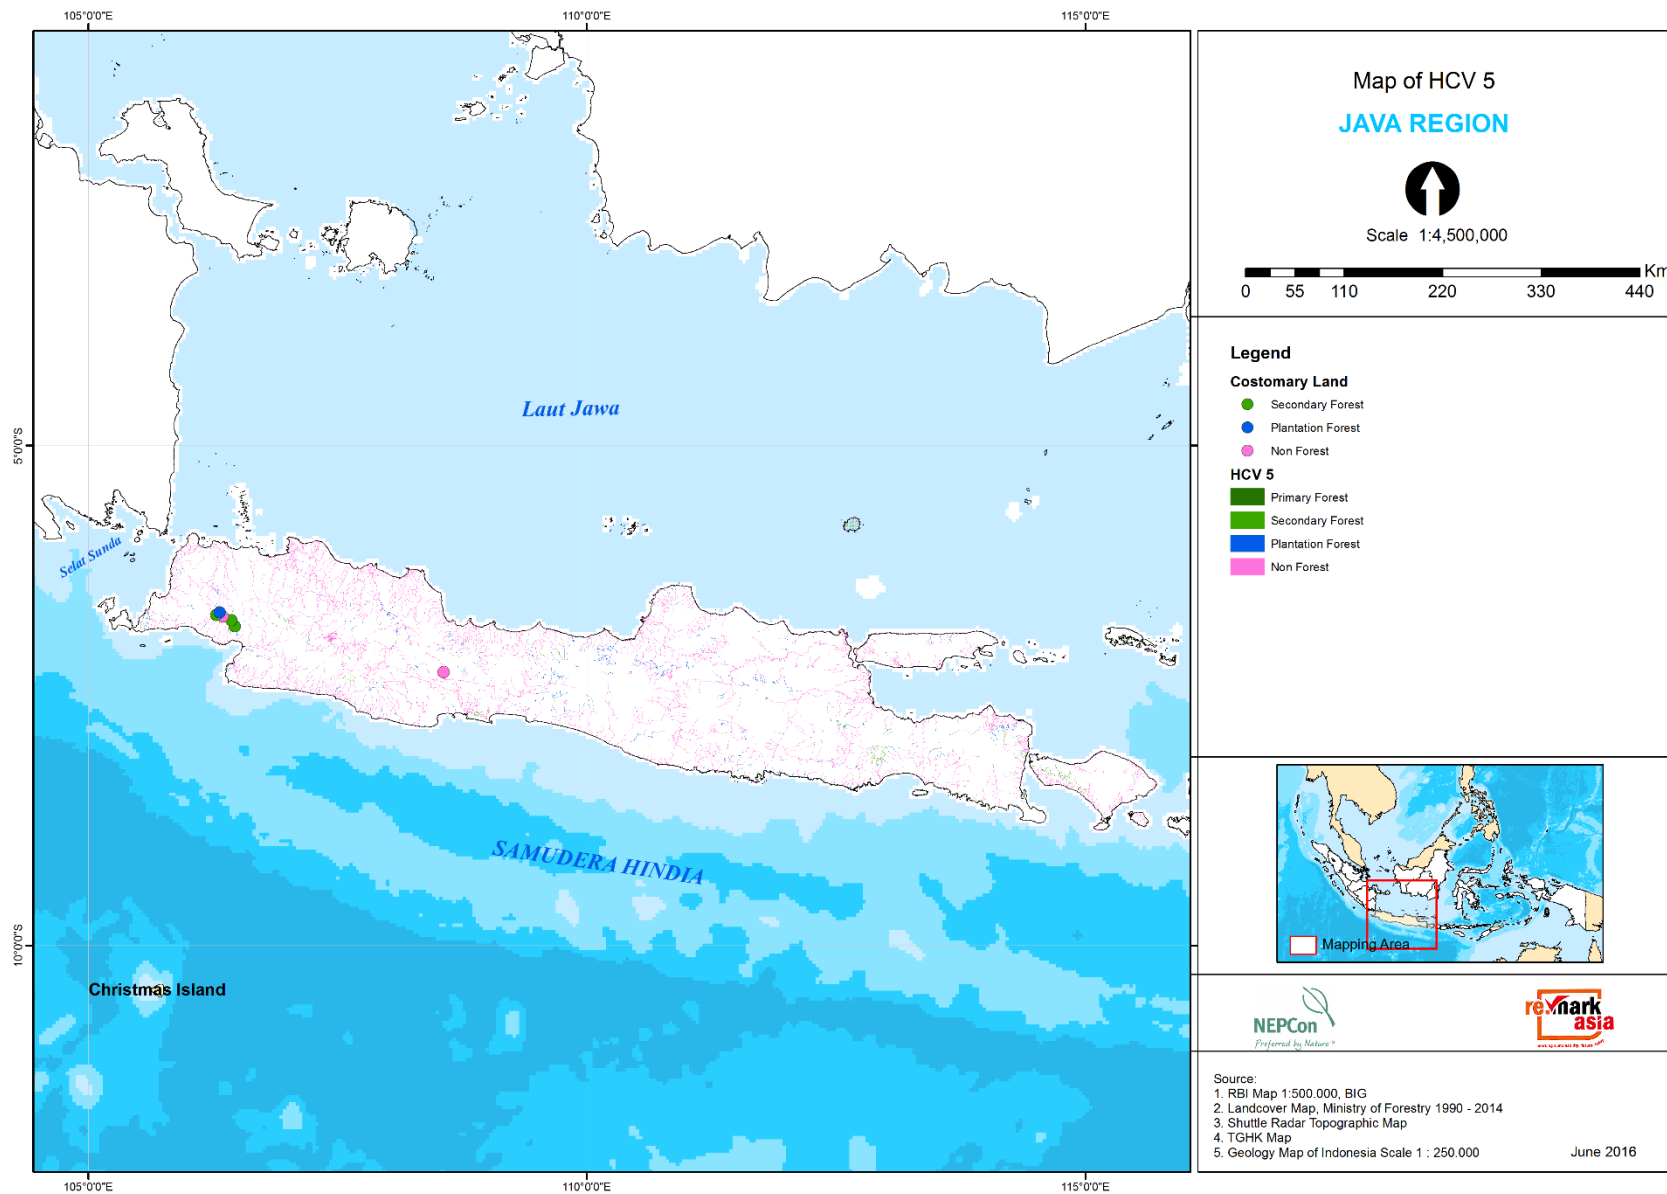 105°0'0"E
110°0'0"E
115°0'0"E
5°0'0"S
10°0'0"S
Laut Jawa
Selat Sunda
SAMUDERA HINDIA
Christmas Island
105°0'0"E
110°0'0"E
115°0'0"E
Map of HCV 5
JAVA REGION
Scale 1:4,500,000
Km
0 55 110 220 330 440
Legend
Costomary Land
Secondary Forest
Plantation Forest
Non Forest
HCV 5
Primary Forest
Secondary Forest
Plantation Forest
Non Forest
Mapping Area
NEPCon
Preferred by Nature™
re.mark
asia
Source:
1. RBI Map 1:500.000, BIG
2. Landcover Map, Ministry of Forestry 1990 - 2014
3. Shuttle Radar Topographic Map
4. TGHK Map
5. Geology Map of Indonesia Scale 1 : 250.000
June 2016